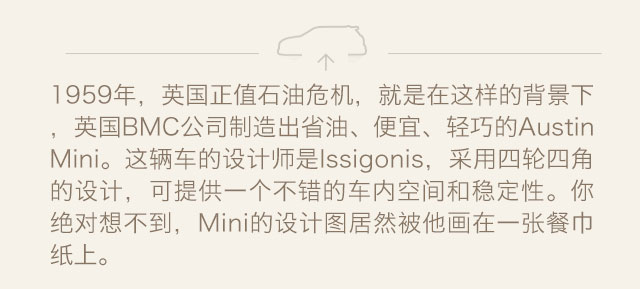 1959年，英国正值石油危机，就是在这样的背景下
，英国BMC公司制造出省油、便宜、轻巧的Austin
Mini。这辆车的设计师是Issigonis，采用四轮四角
的设计，可提供一个不错的车内空间和稳定性。你
绝对想不到，Mini的设计图居然被他画在一张餐巾
纸上。